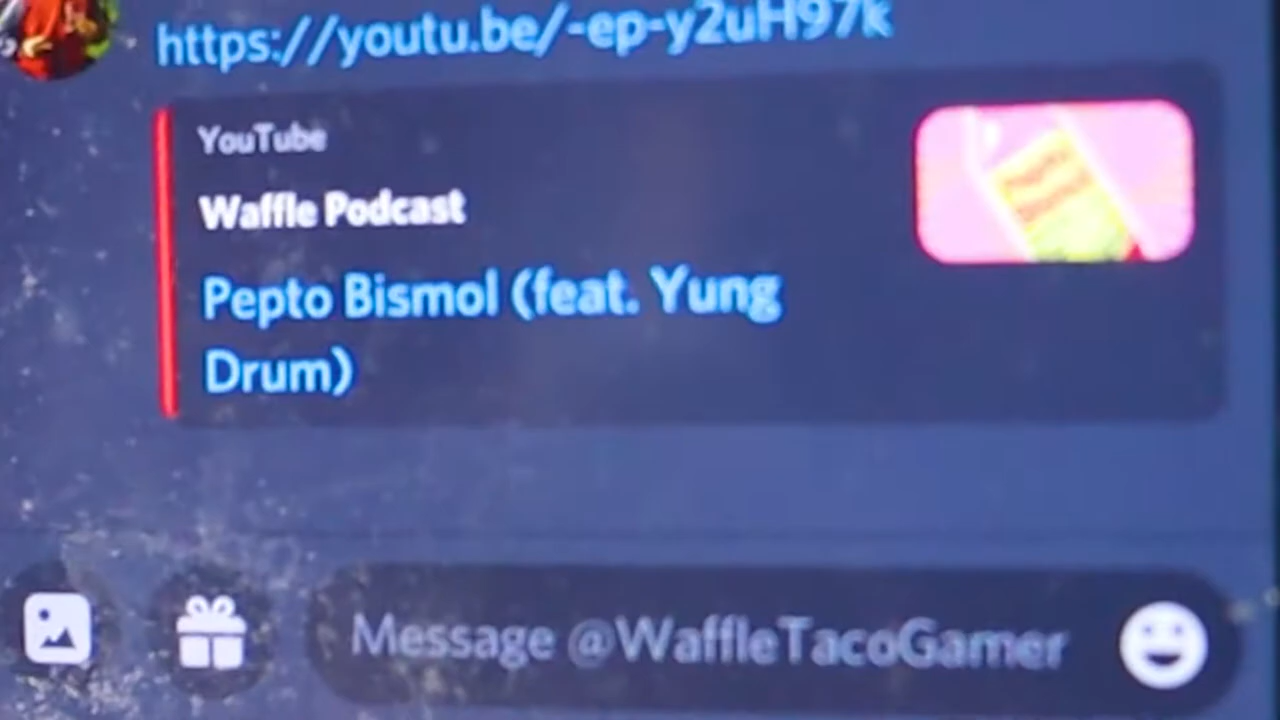 https://youtu.be/-ep-y2uH97k
YouTube
Waffle Podcast
Pepto Bismol (feat. Yung
Drum)
Message @WaffleTacoGamer